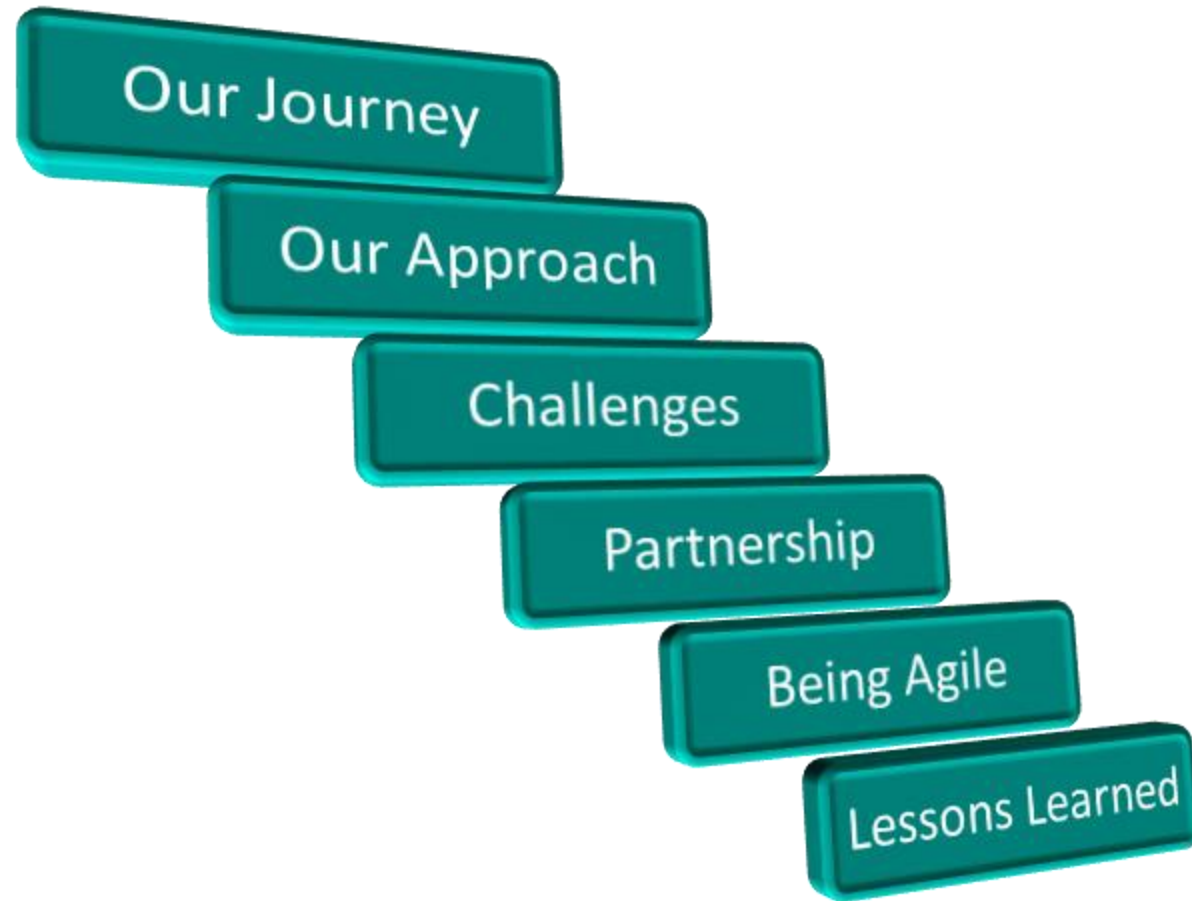 Our Journey
Our Approach
Challenges
Partnership
Being Agile
Lessons Learned